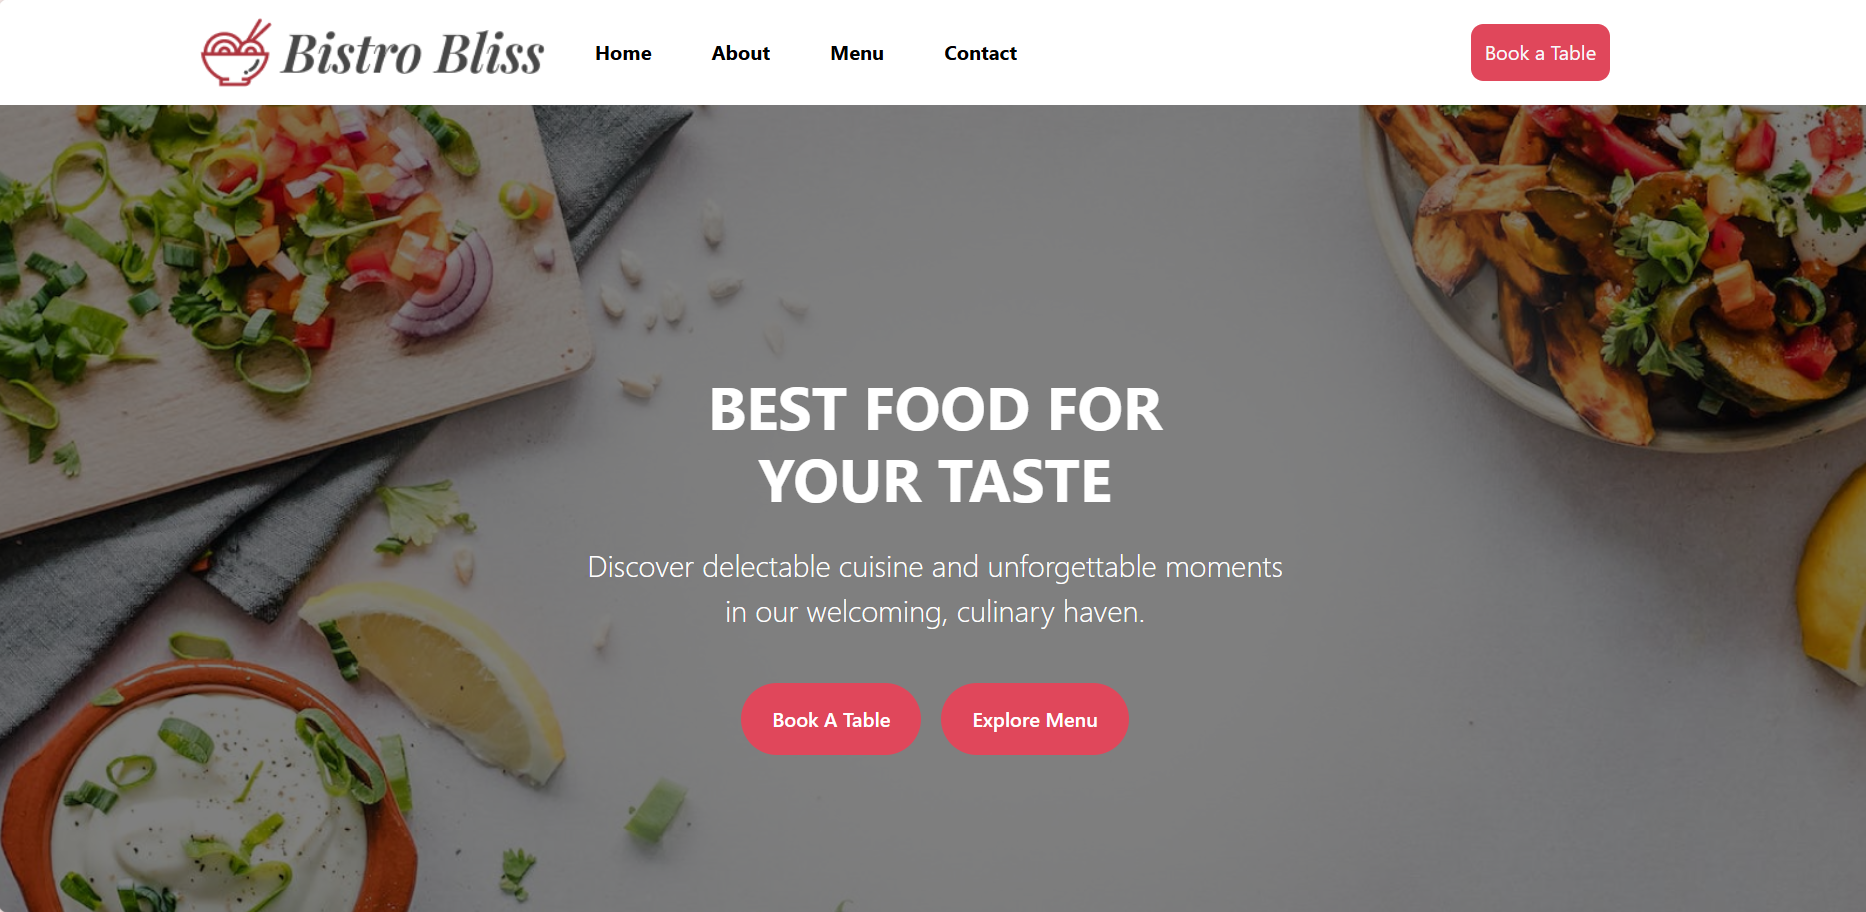 Bistro Bliss
Home
About
Menu
Contact
Book a Table
BEST FOOD FOR
YOUR TASTE
Discover delectable cuisine and unforgettable moments
in our welcoming, culinary haven.
Book A Table
Explore Menu